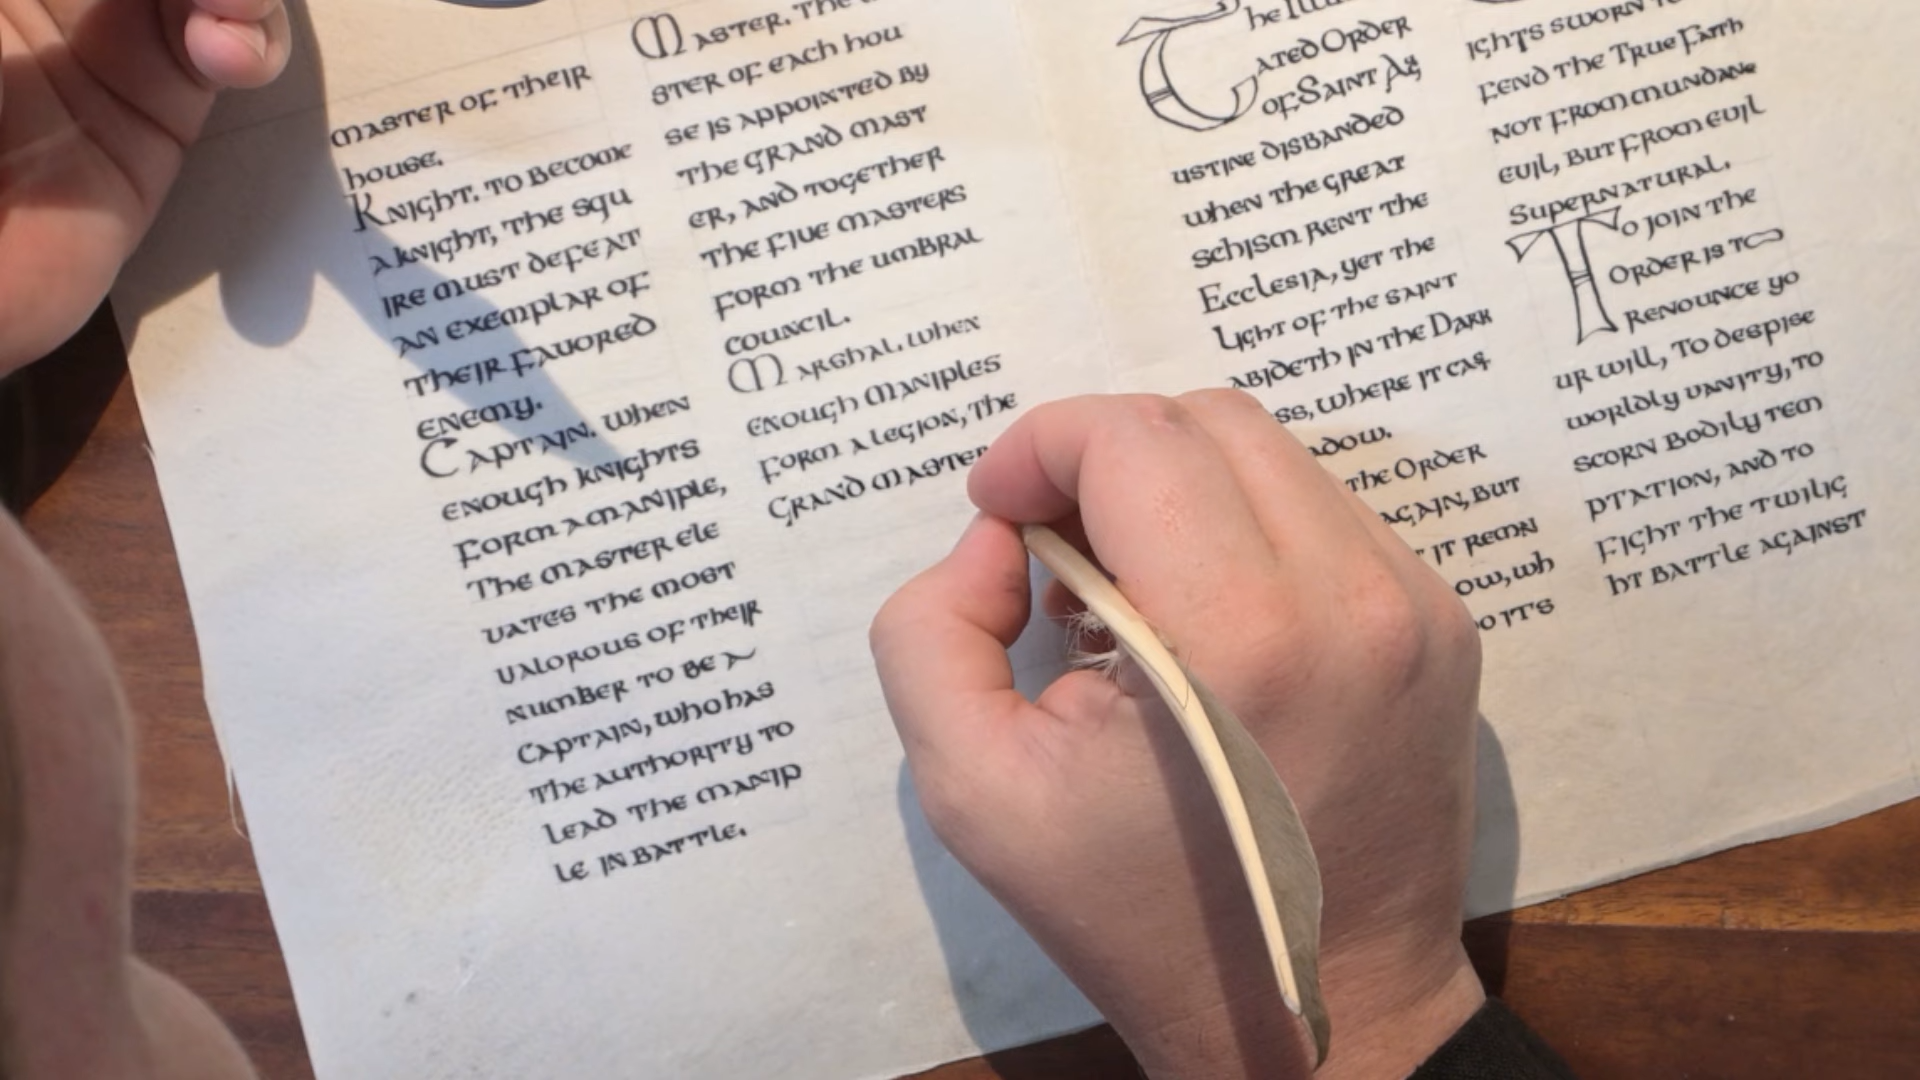 master of their
house.
Knight. To become
a knight, the squ
ire must defeat
an exemplar of
their favored
enemy.
Captain. When
enough knights
form a maniple,
the master ele
vates the most
valorous of their
number to be a
captain, who has
the authority to
lead the manip
le in battle.
Master. The
ster of each hou
se is appointed by
the Grand Mast
er, and together
the five masters
form the umbral
council.
Marshal. When
enough maniples
form a legion, the
Grand Master
ated Order
of Saint Ag
ustine disbanded
when the great
schism rent the
Ecclesia, yet the
light of the saint
abideth in the Dark
ss, where it cas
adow.
the Order
again, but
it remn
ow, wh
do it's
ights sworn
fend the True Faith
not from mundane
evil, but from evil
supernatural.
To join the
Order is to
renounce yo
ur will, to despise
worldly vanity, to
scorn bodily tem
ptation, and to
fight the twilig
ht battle against